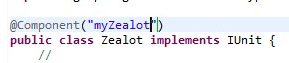 @Component("myZealot")
public class Zealot implements IUnit {
//